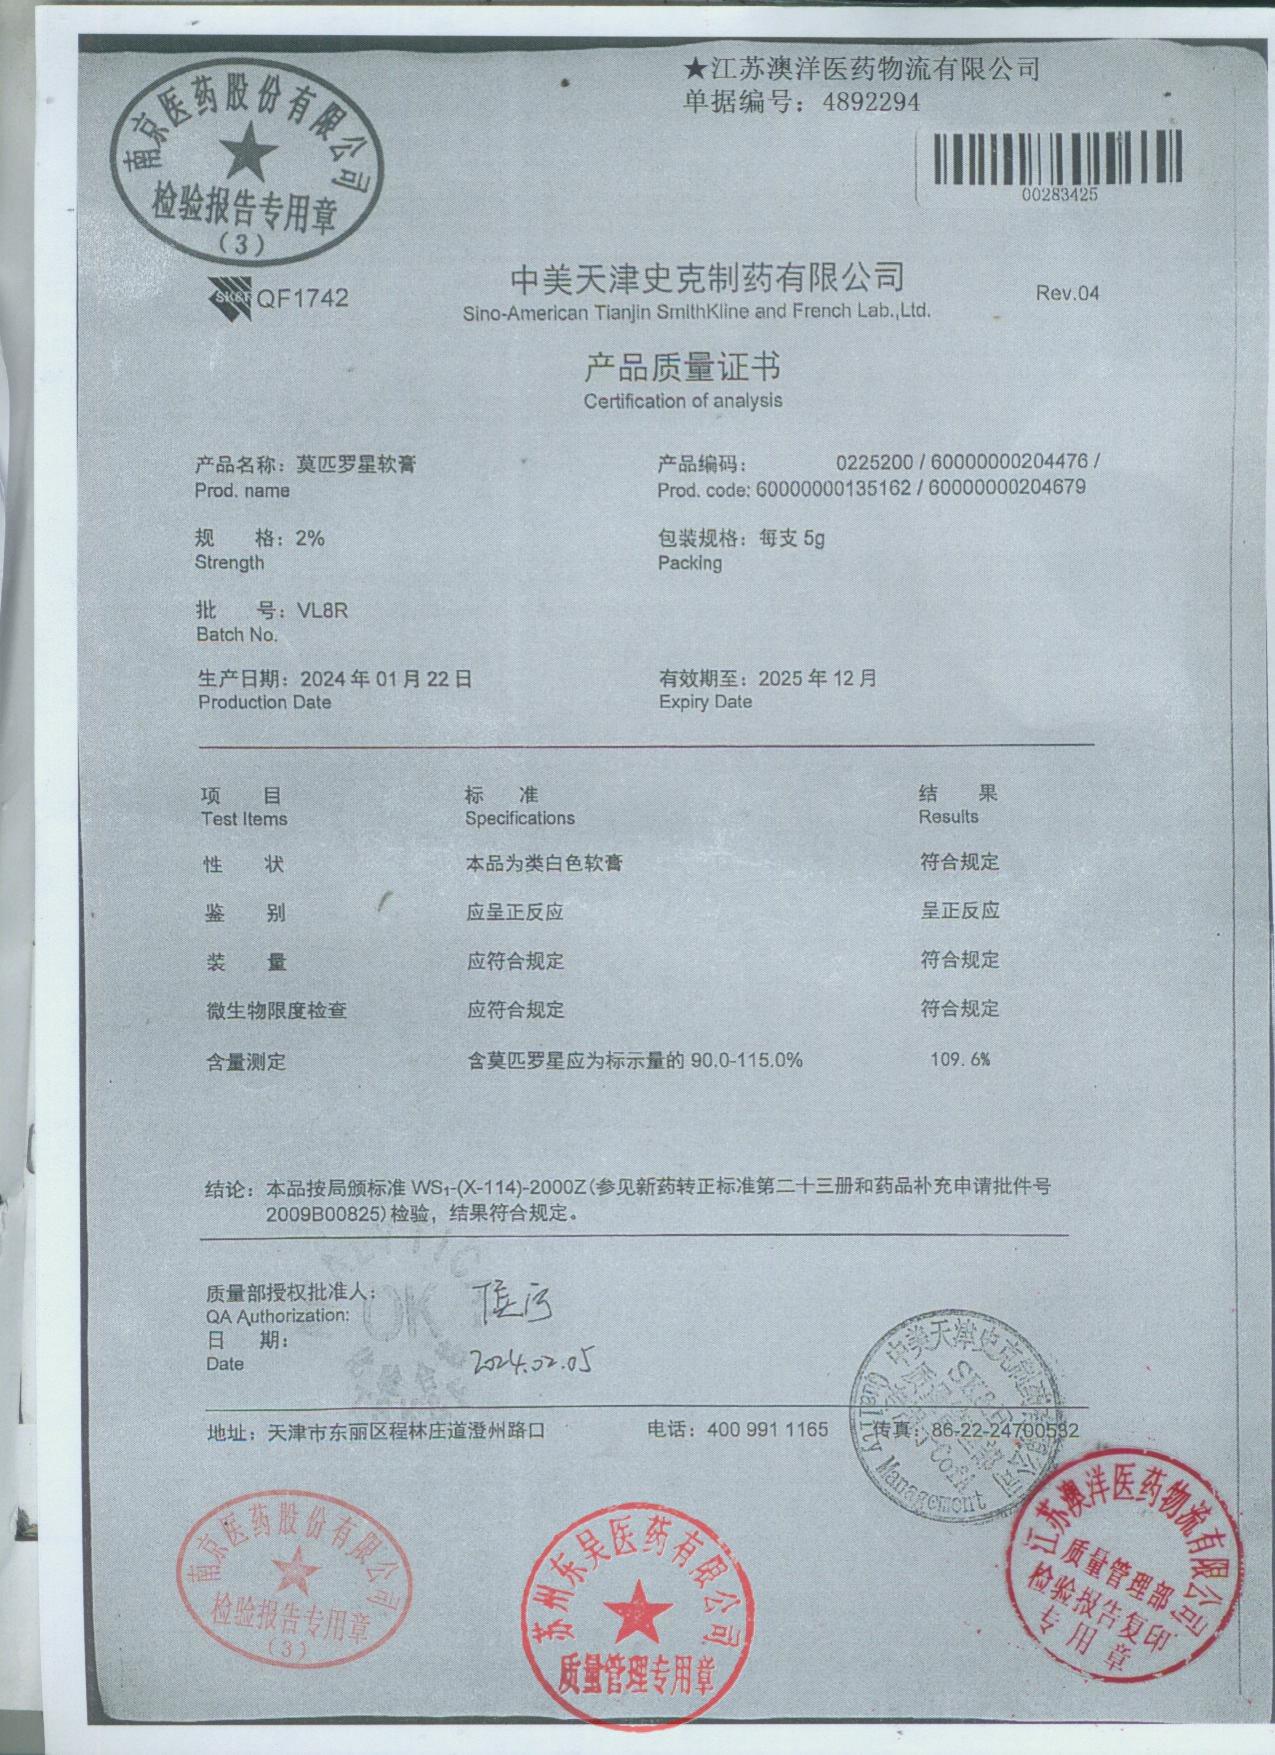 ★江苏澳洋医药物流有限公司
单据编号：4892294
00283425
南京医药股份有限公司
检验报告专用章
（3）
SK&F QF1742
中美天津史克制药有限公司
Sino-American Tianjin SmithKline and French Lab.,Ltd.
Rev.04
产品质量证书
Certification of analysis
产品名称：莫匹罗星软膏
Prod. name
产品编码： 0225200 / 60000000204476 /
Prod. code: 60000000135162 / 60000000204679
规 格：2%
Strength
包装规格：每支 5g
Packing
批 号：VL8R
Batch No.
生产日期：2024 年 01 月 22 日
Production Date
有效期至：2025 年 12 月
Expiry Date
项 目 标 准 结 果
Test Items Specifications Results
性 状 本品为类白色软膏 符合规定
鉴 别 应呈正反应 呈正反应
装 量 应符合规定 符合规定
微生物限度检查 应符合规定 符合规定
含量测定 含莫匹罗星应为标示量的 90.0-115.0% 109.6%
结论：本品按局颁标准 WS₁-(X-114)-2000Z(参见新药转正标准第二十三册和药品补充申请批件号
2009B00825)检验，结果符合规定。
质量部授权批准人：
QA Authorization:
日 期：
Date
2024.02.05
OK
中美天津史克制药有限公司
SK&F
Quality Management
地址：天津市东丽区程林庄道澄州路口 电话：400 991 1165 传真：86-22-24700532
南京医药股份有限公司
检验报告专用章
（3）
苏州东吴医药有限公司
质量管理专用章
江苏澳洋医药物流有限公司
质量管理部
检验报告复印
专用章